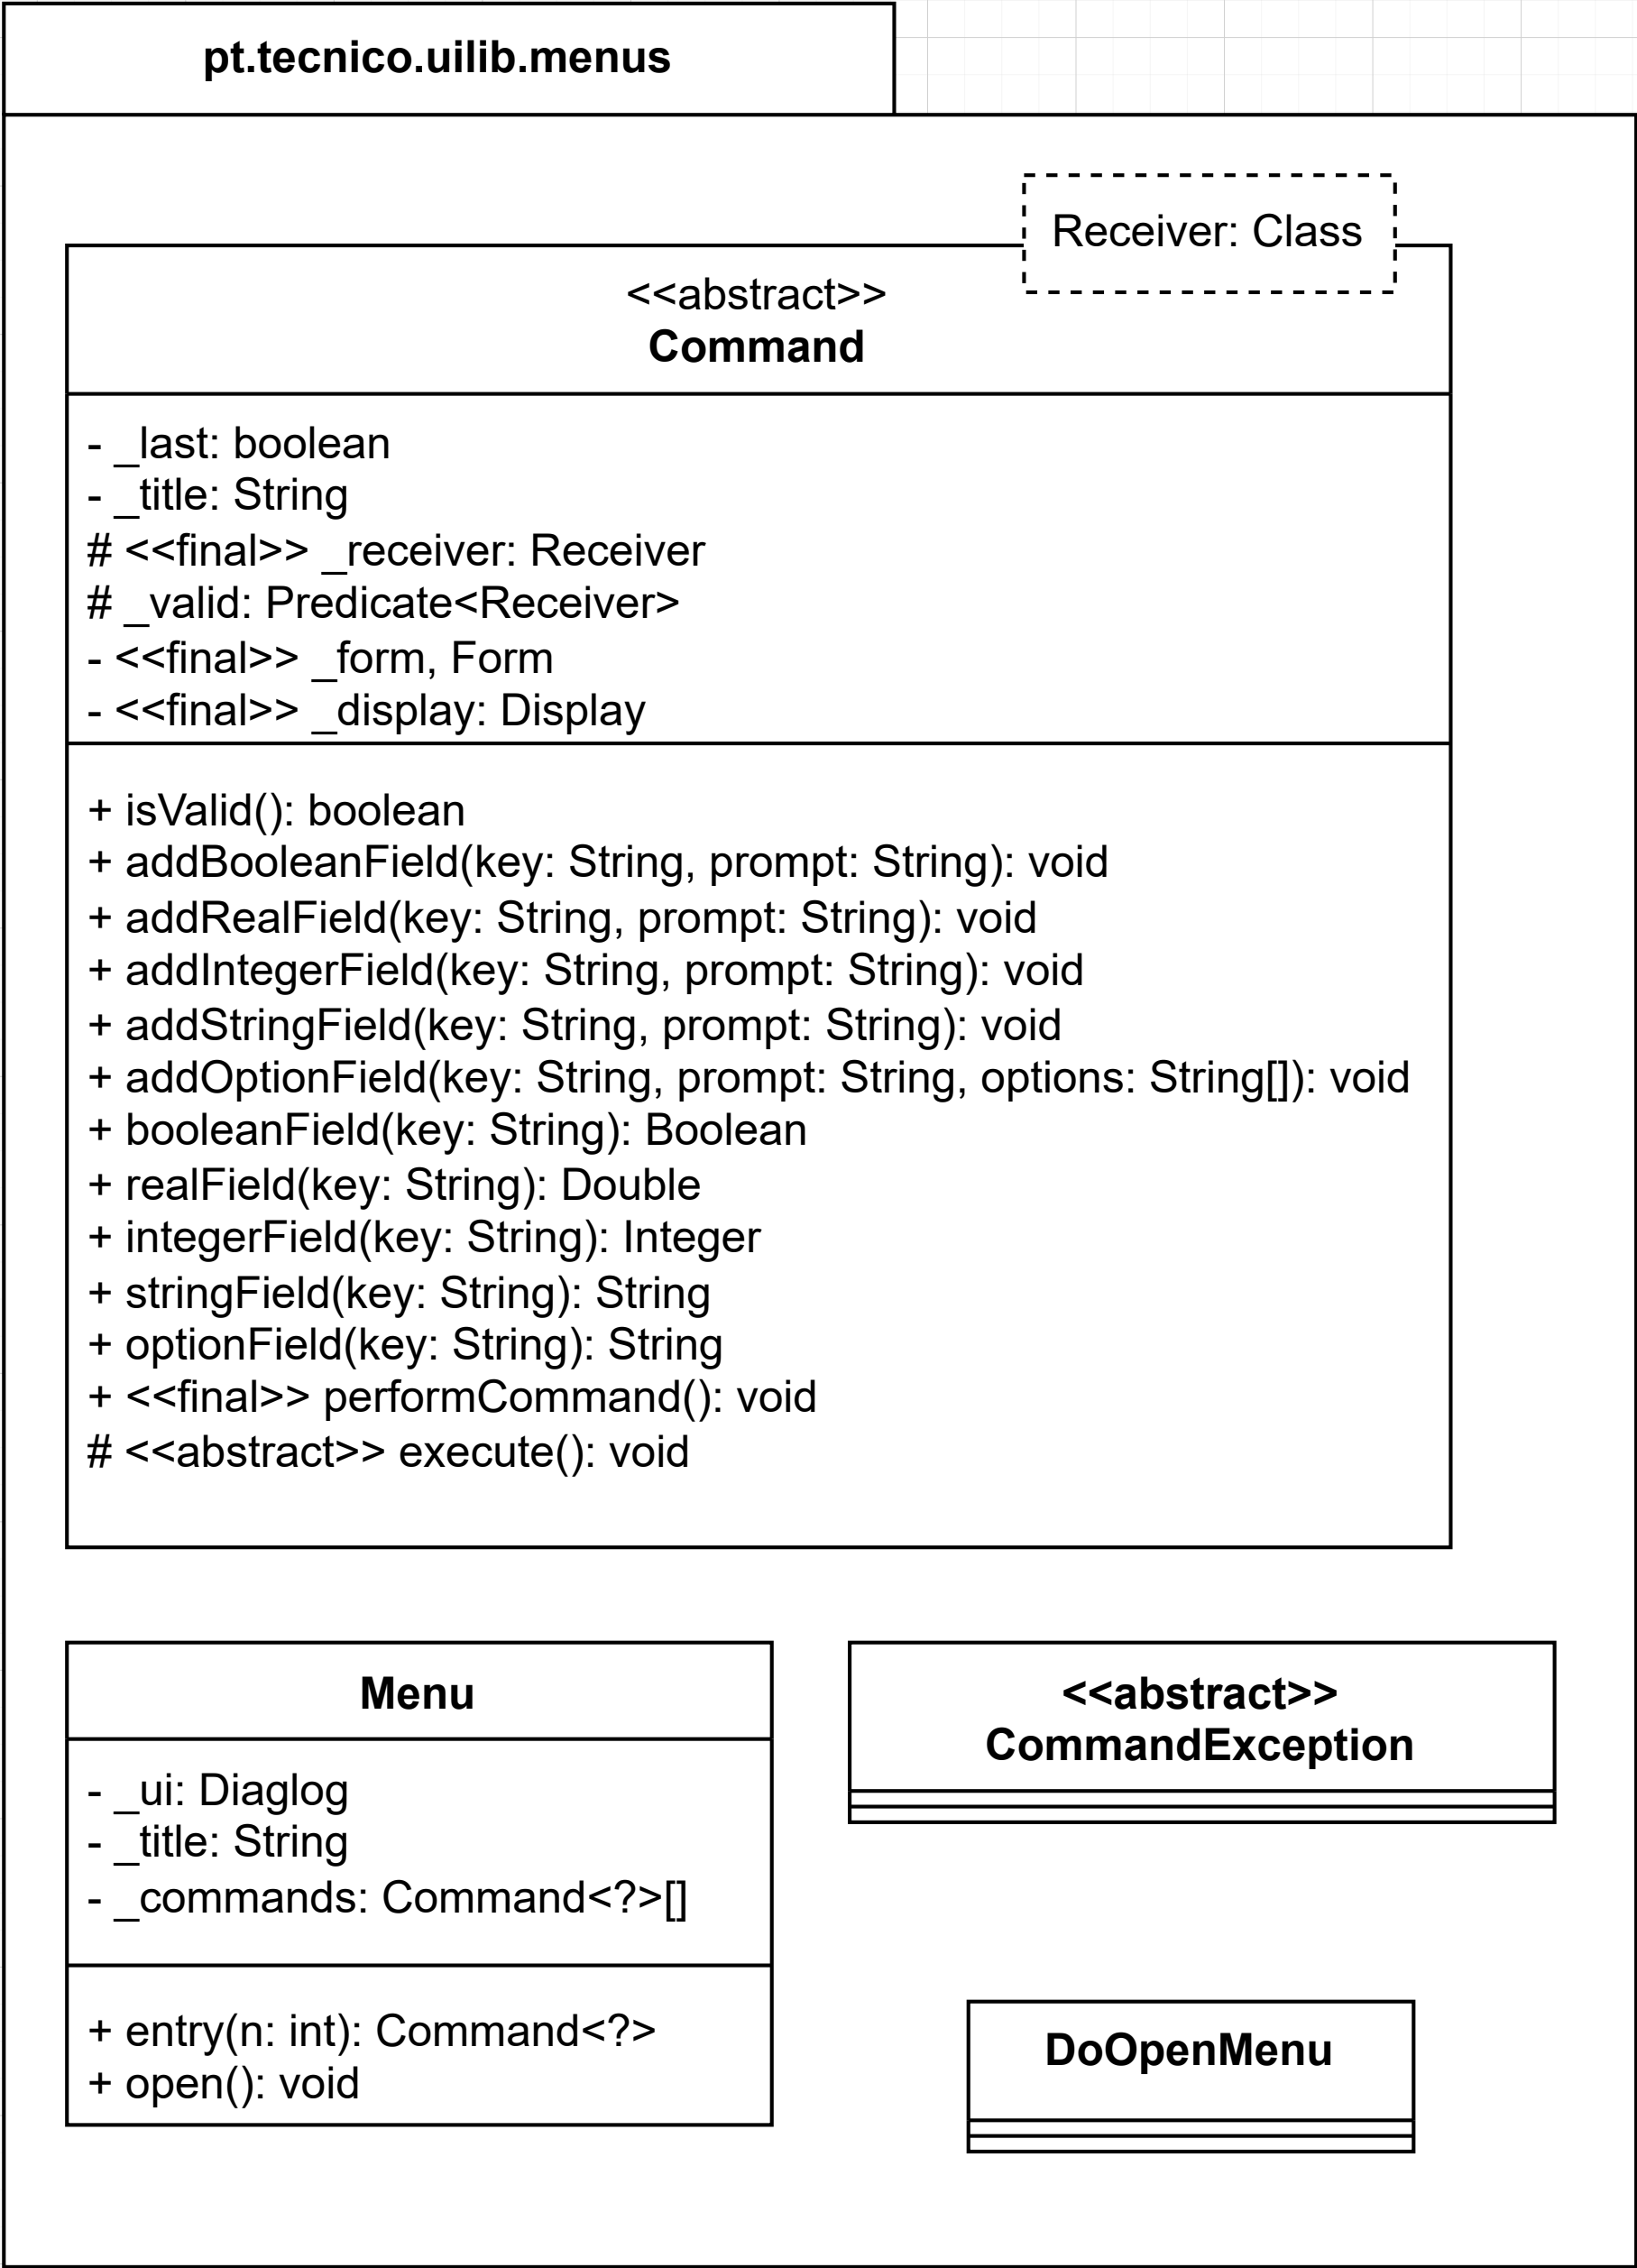 pt.tecnico.uilib.menus
Receiver: Class
<<abstract>>
Command
- _last: boolean
- _title: String
# <<final>> _receiver: Receiver
# _valid: Predicate<Receiver>
- <<final>> _form, Form
- <<final>> _display: Display
+ isValid(): boolean
+ addBooleanField(key: String, prompt: String): void
+ addRealField(key: String, prompt: String): void
+ addIntegerField(key: String, prompt: String): void
+ addStringField(key: String, prompt: String): void
+ addOptionField(key: String, prompt: String, options: String[]): void
+ booleanField(key: String): Boolean
+ realField(key: String): Double
+ integerField(key: String): Integer
+ stringField(key: String): String
+ optionField(key: String): String
+ <<final>> performCommand(): void
# <<abstract>> execute(): void
Menu
- _ui: Diaglog
- _title: String
- _commands: Command<?>[]
+ entry(n: int): Command<?>
+ open(): void
<<abstract>>
CommandException
DoOpenMenu